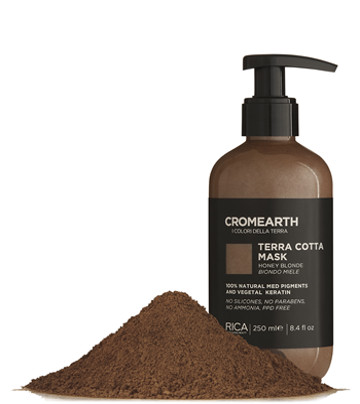 CROMEARTH
I COLORI DELLA TERRA
TERRA COTTA
MASK
HONEY BLONDE
BIONDO MIELE
100% NATURAL MED PIGMENTS
AND VEGETAL KERATIN
NO SILICONES, NO PARABENS,
NO AMMONIA, PPD FREE
RICA
250 ml ℮ 8.4 fl oz